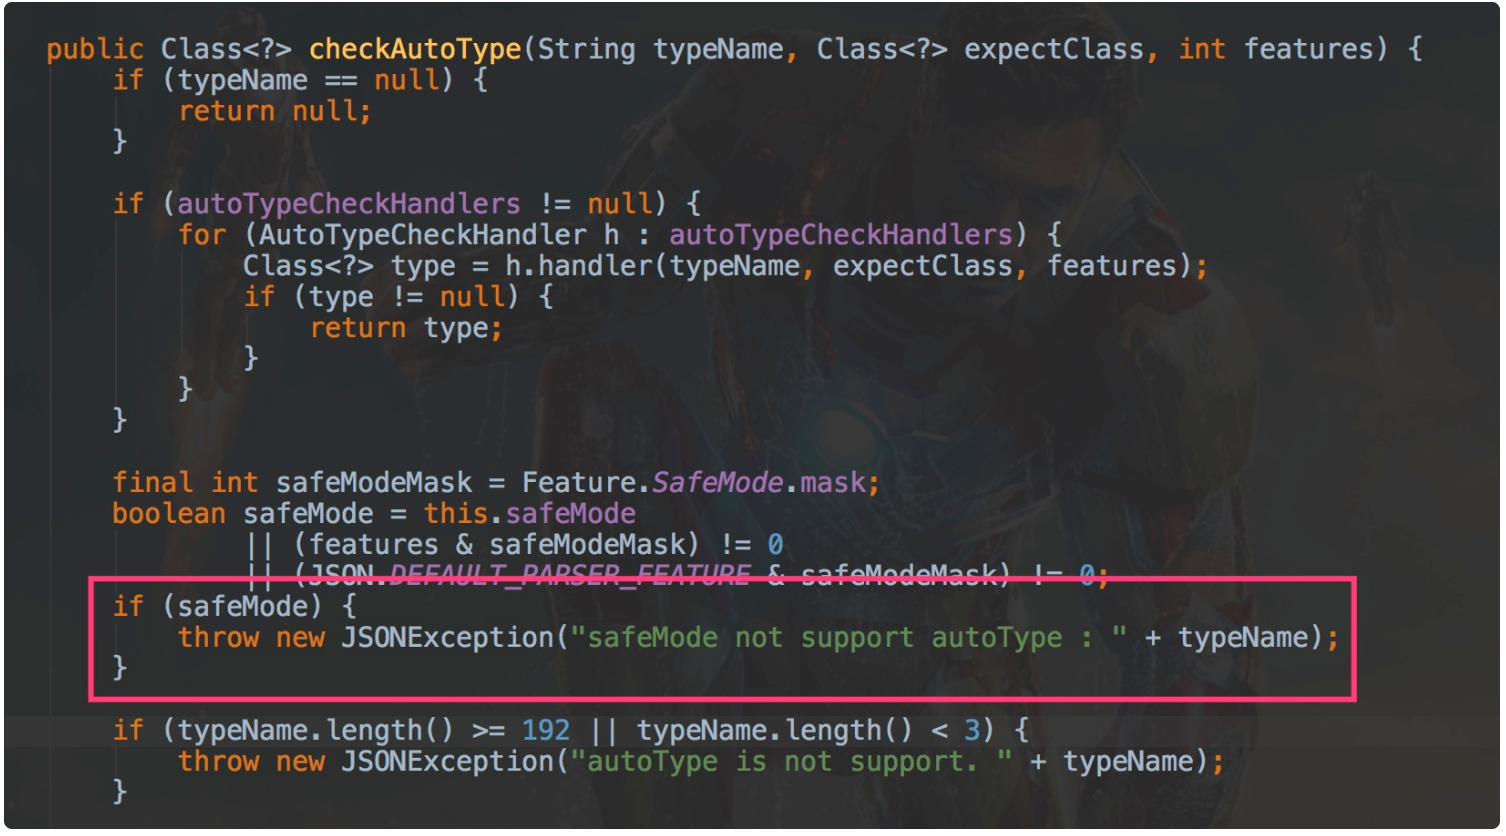 public Class<?> checkAutoType(String typeName, Class<?> expectClass, int features) {
if (typeName == null) {
return null;
}
if (autoTypeCheckHandlers != null) {
for (AutoTypeCheckHandler h : autoTypeCheckHandlers) {
Class<?> type = h.handler(typeName, expectClass, features);
if (type != null) {
return type;
}
}
}
final int safeModeMask = Feature.SafeMode.mask;
boolean safeMode = this.safeMode
|| (features & safeModeMask) != 0
|| (JSON.DEFAULT_PARSER_FEATURE & safeModeMask) != 0;
if (safeMode) {
throw new JSONException("safeMode not support autoType : " + typeName);
}
if (typeName.length() >= 192 || typeName.length() < 3) {
throw new JSONException("autoType is not support. " + typeName);
}